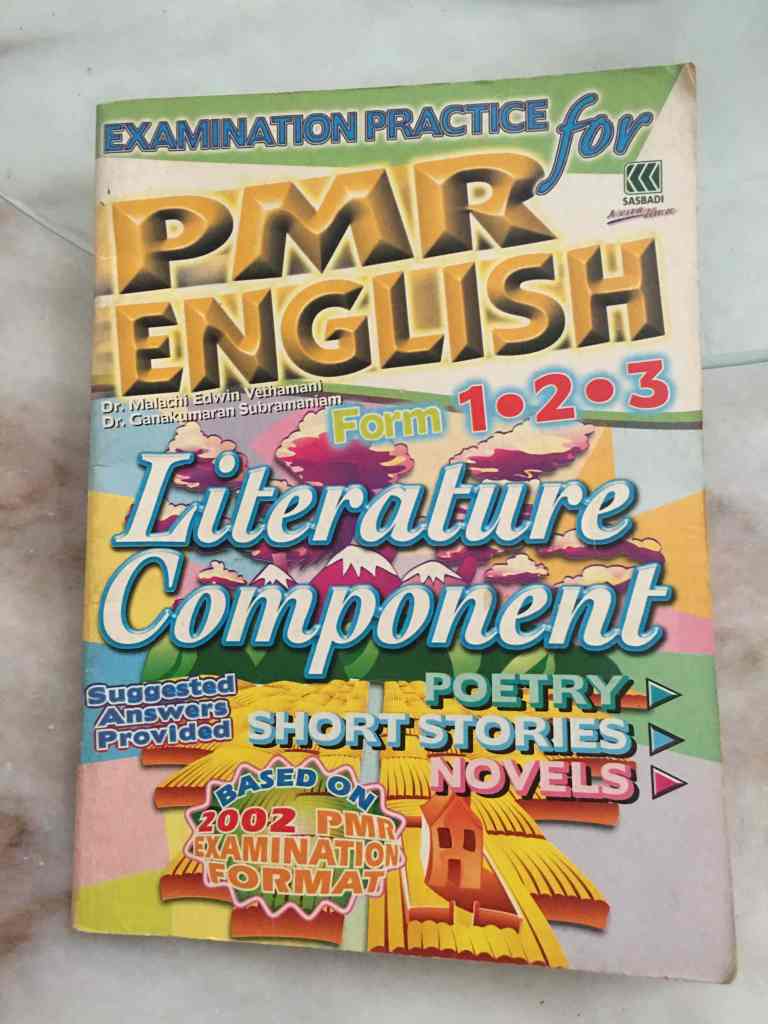 EXAMINATION PRACTICE for
PMR
ENGLISH
SASBADI
Dr. Malachi Edwin Vethamani
Dr. Ganakumaran Subramaniam
Form 1•2•3
Literature
Component
Suggested
Answers
Provided
POETRY
SHORT STORIES
NOVELS
BASED ON
2002 PMR
EXAMINATION
FORMAT